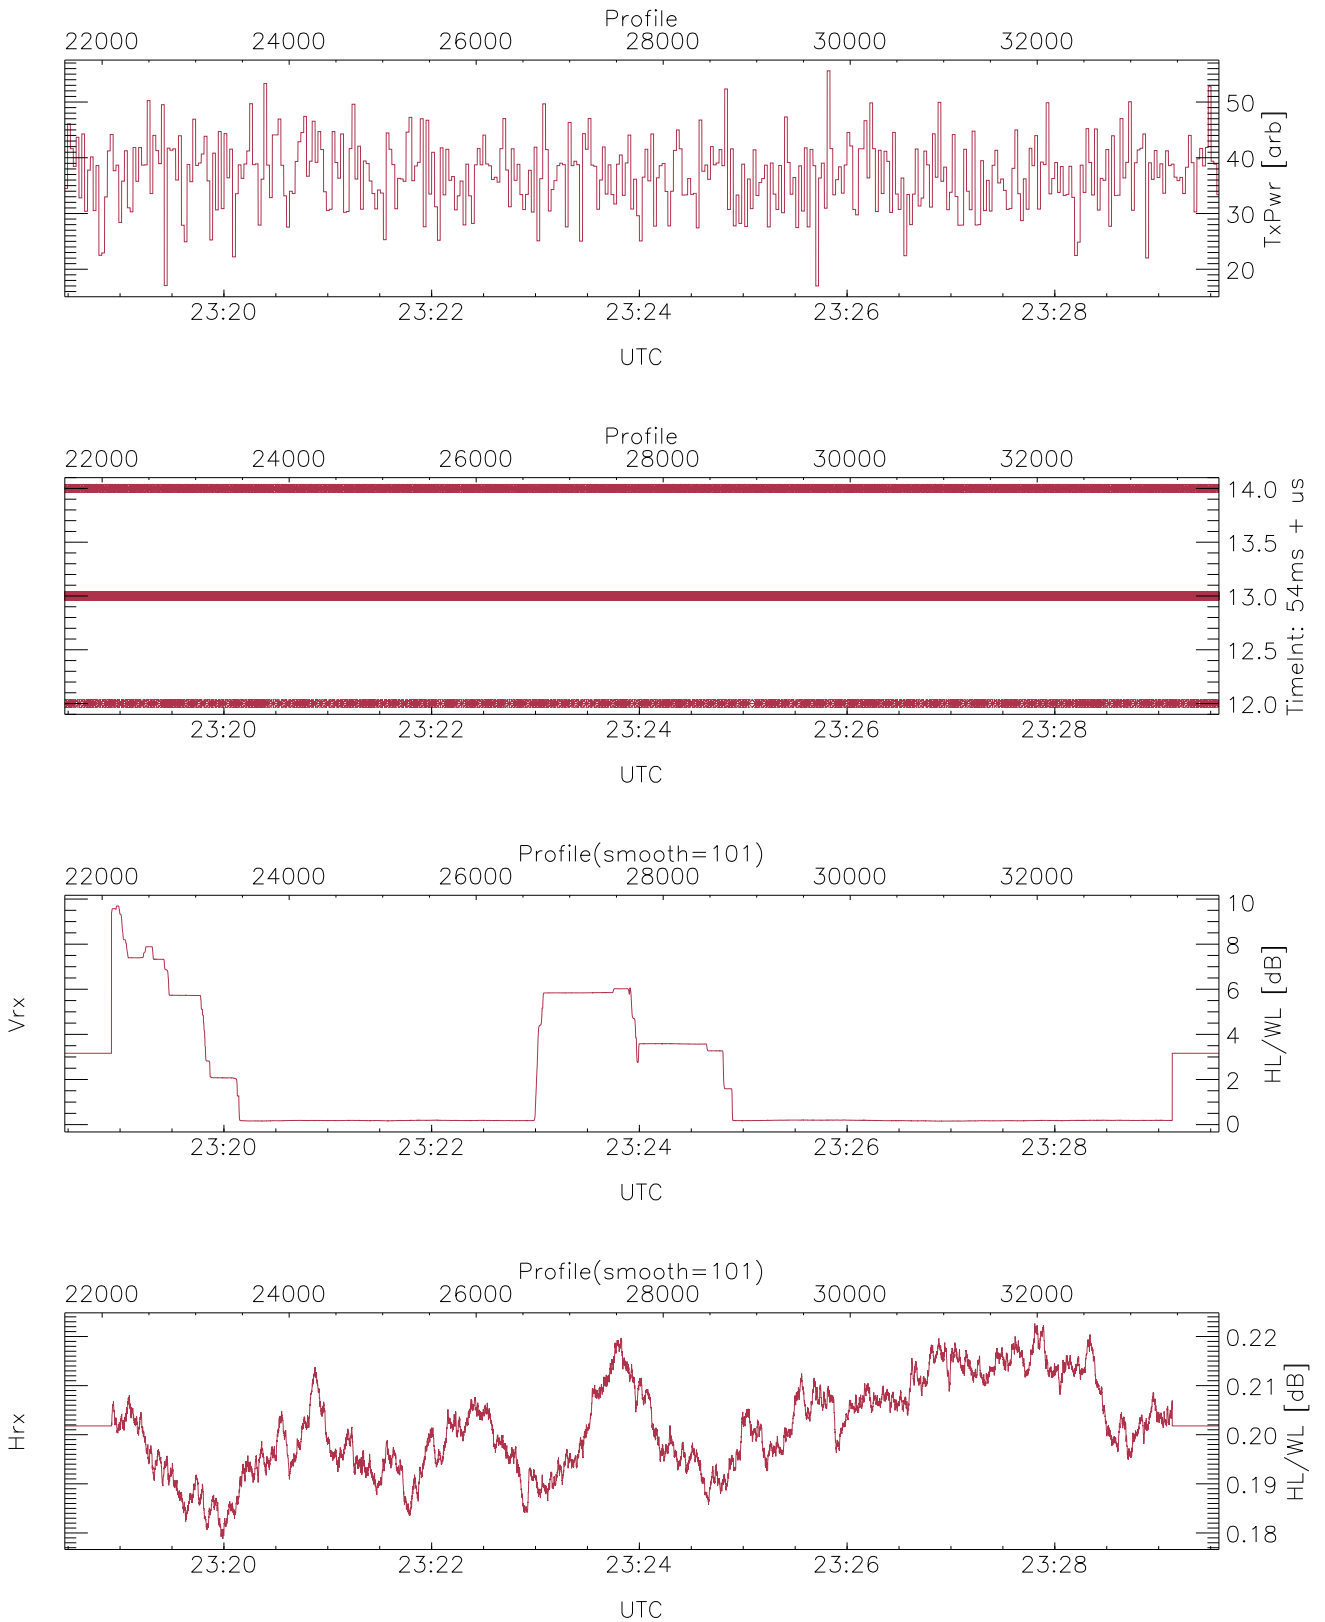 Profile
22000 24000 26000 28000 30000 32000
50
40
30
20
TxPwr [arb]
23:20 23:22 23:24 23:26 23:28
UTC
Profile
22000 24000 26000 28000 30000 32000
14.0
13.5
13.0
12.5
12.0
TimeInt: 54ms + us
23:20 23:22 23:24 23:26 23:28
UTC
Profile(smooth=101)
22000 24000 26000 28000 30000 32000
Vrx
10
8
6
4
2
0
HL/WL [dB]
23:20 23:22 23:24 23:26 23:28
UTC
Profile(smooth=101)
22000 24000 26000 28000 30000 32000
Hrx
0.22
0.21
0.20
0.19
0.18
HL/WL [dB]
23:20 23:22 23:24 23:26 23:28
UTC